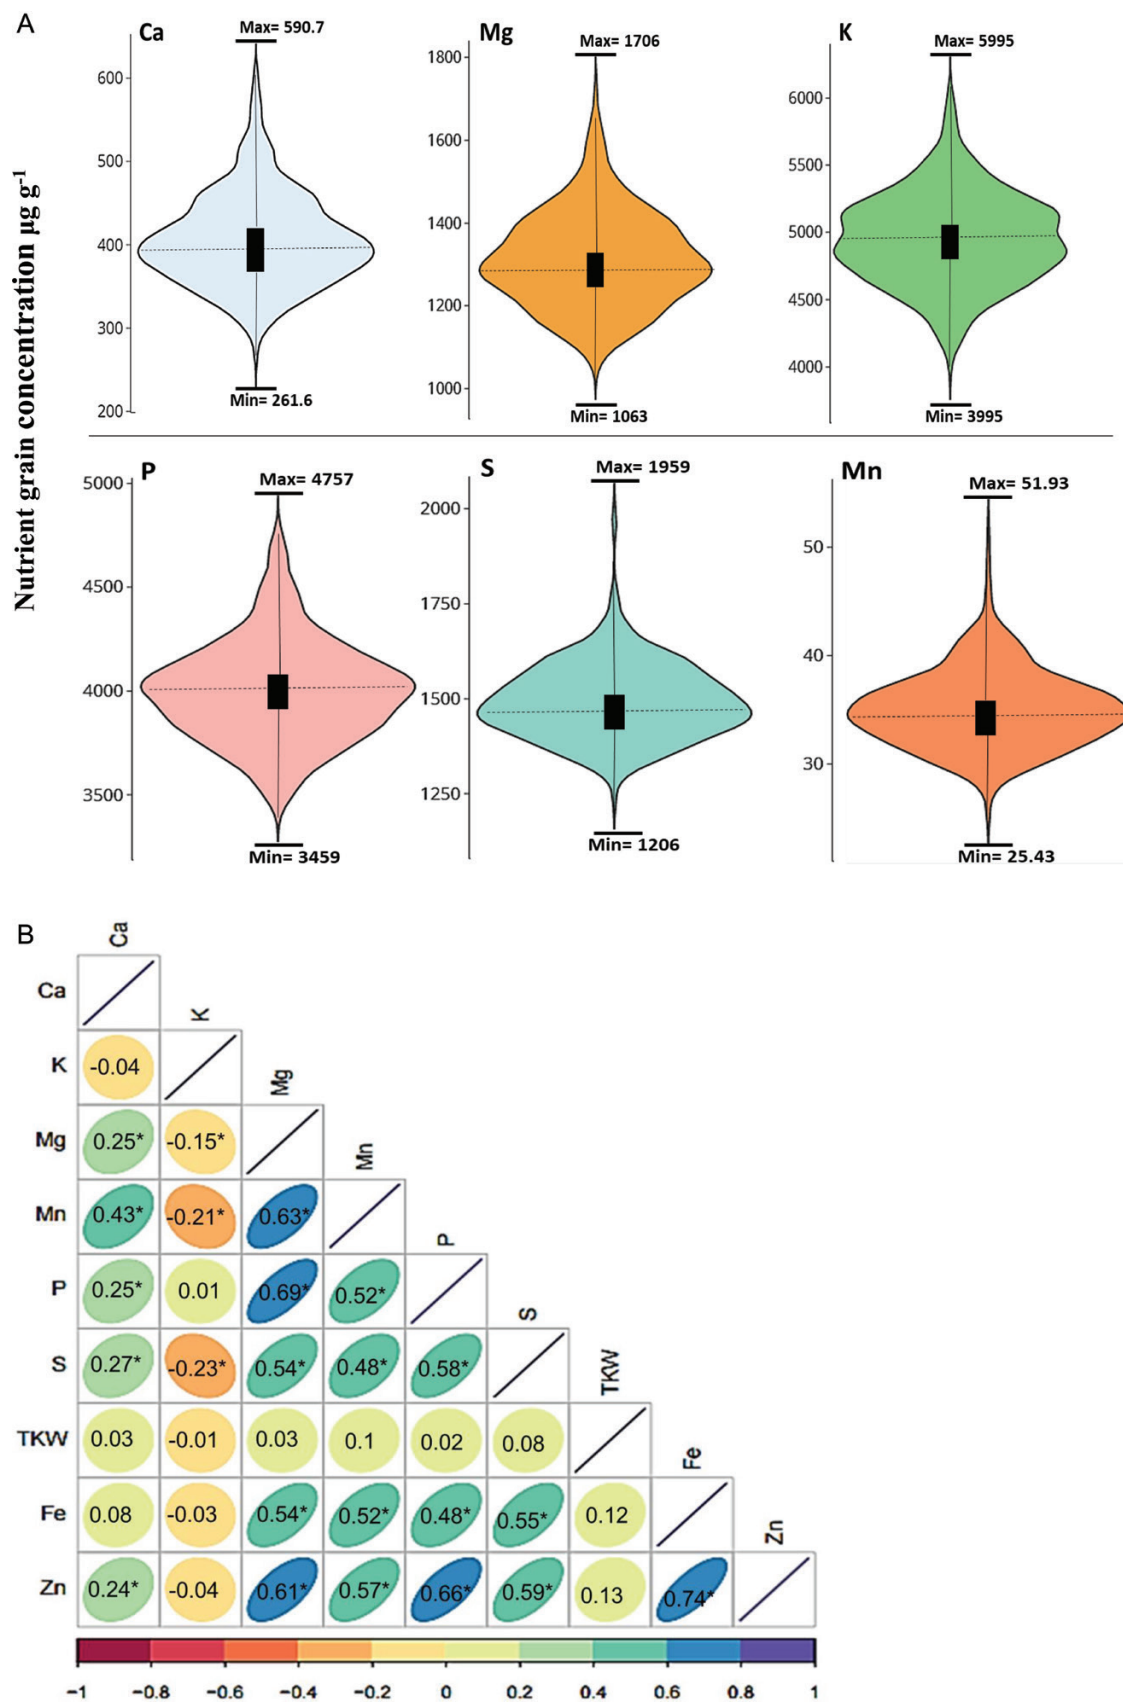 A
Nutrient grain concentration µg g-1
Ca
Max= 590.7
600
500
400
300
200
Min= 261.6
Mg
Max= 1706
1800
1600
1400
1200
1000
Min= 1063
K
Max= 5995
6000
5500
5000
4500
4000
Min= 3995
P
Max= 4757
5000
4500
4000
3500
Min= 3459
S
Max= 1959
2000
1750
1500
1250
Min= 1206
Mn
Max= 51.93
50
40
30
Min= 25.43
B
Ca
Ca
K
K -0.04
Mg
Mg 0.25* -0.15*
Mn
Mn 0.43* -0.21* 0.63*
P
P 0.25* 0.01 0.69* 0.52*
S
S 0.27* -0.23* 0.54* 0.48* 0.58*
TKW
TKW 0.03 -0.01 0.03 0.1 0.02 0.08
Fe
Fe 0.08 -0.03 0.54* 0.52* 0.48* 0.55* 0.12
Zn
Zn 0.24* -0.04 0.61* 0.57* 0.66* 0.59* 0.13 0.74*
-1 -0.8 -0.6 -0.4 -0.2 0 0.2 0.4 0.6 0.8 1